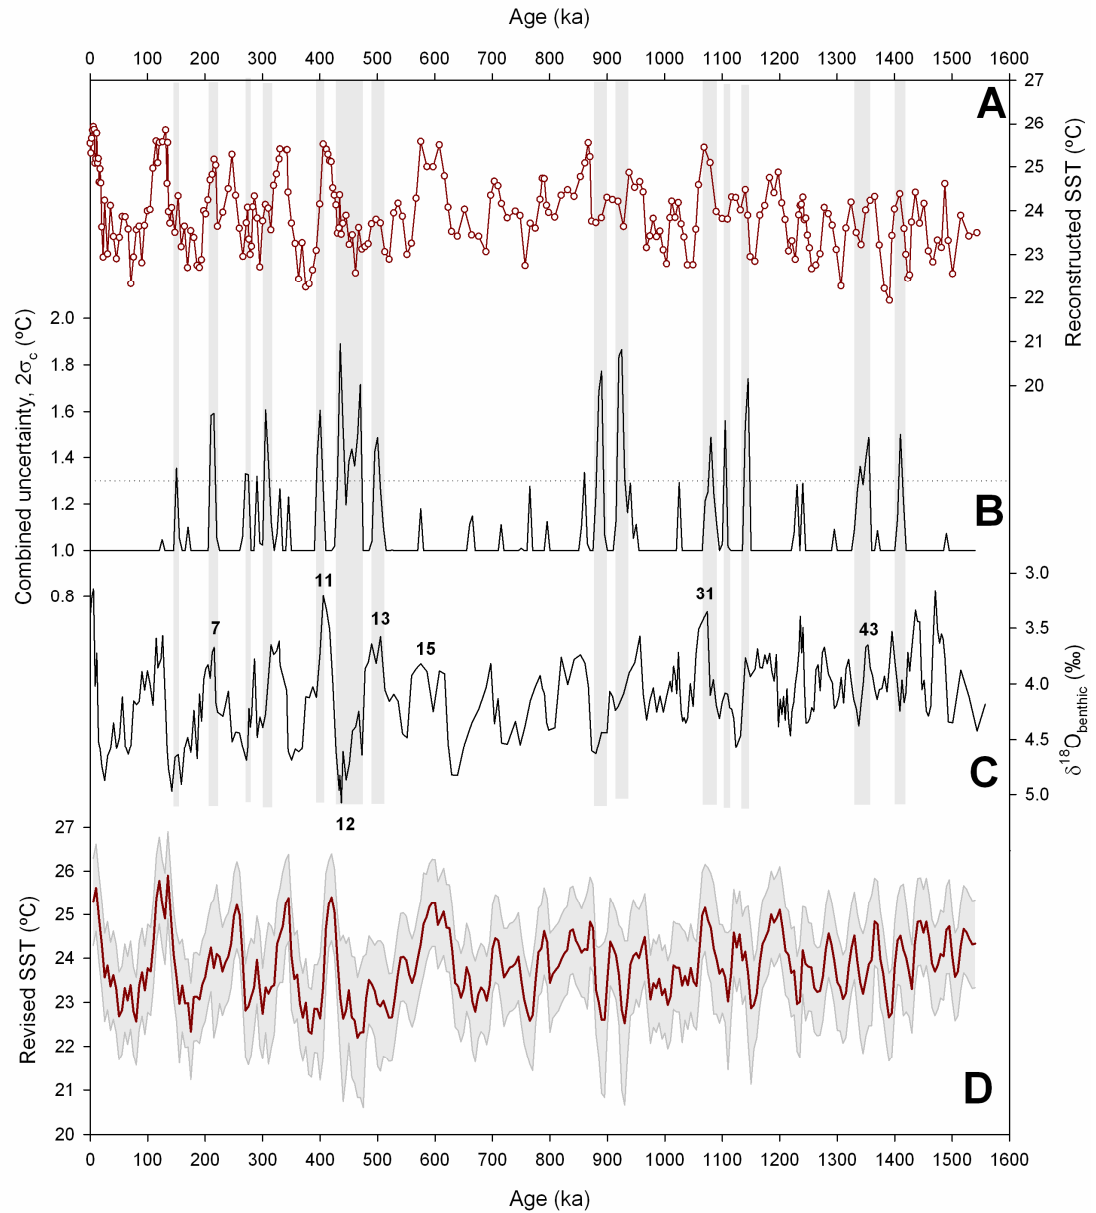 Age (ka)
0 100 200 300 400 500 600 700 800 900 1000 1100 1200 1300 1400 1500 1600
A
27
26
25
24
23
22
21
20
Reconstructed SST (ºC)
2.0
1.8
1.6
1.4
1.2
1.0
0.8
Combined uncertainty, 2σc (ºC)
B
3.0
3.5
4.0
4.5
5.0
δ18Obenthic (‰)
7
11
12
13
15
31
43
C
27
26
25
24
23
22
21
20
Revised SST (ºC)
D
0 100 200 300 400 500 600 700 800 900 1000 1100 1200 1300 1400 1500 1600
Age (ka)